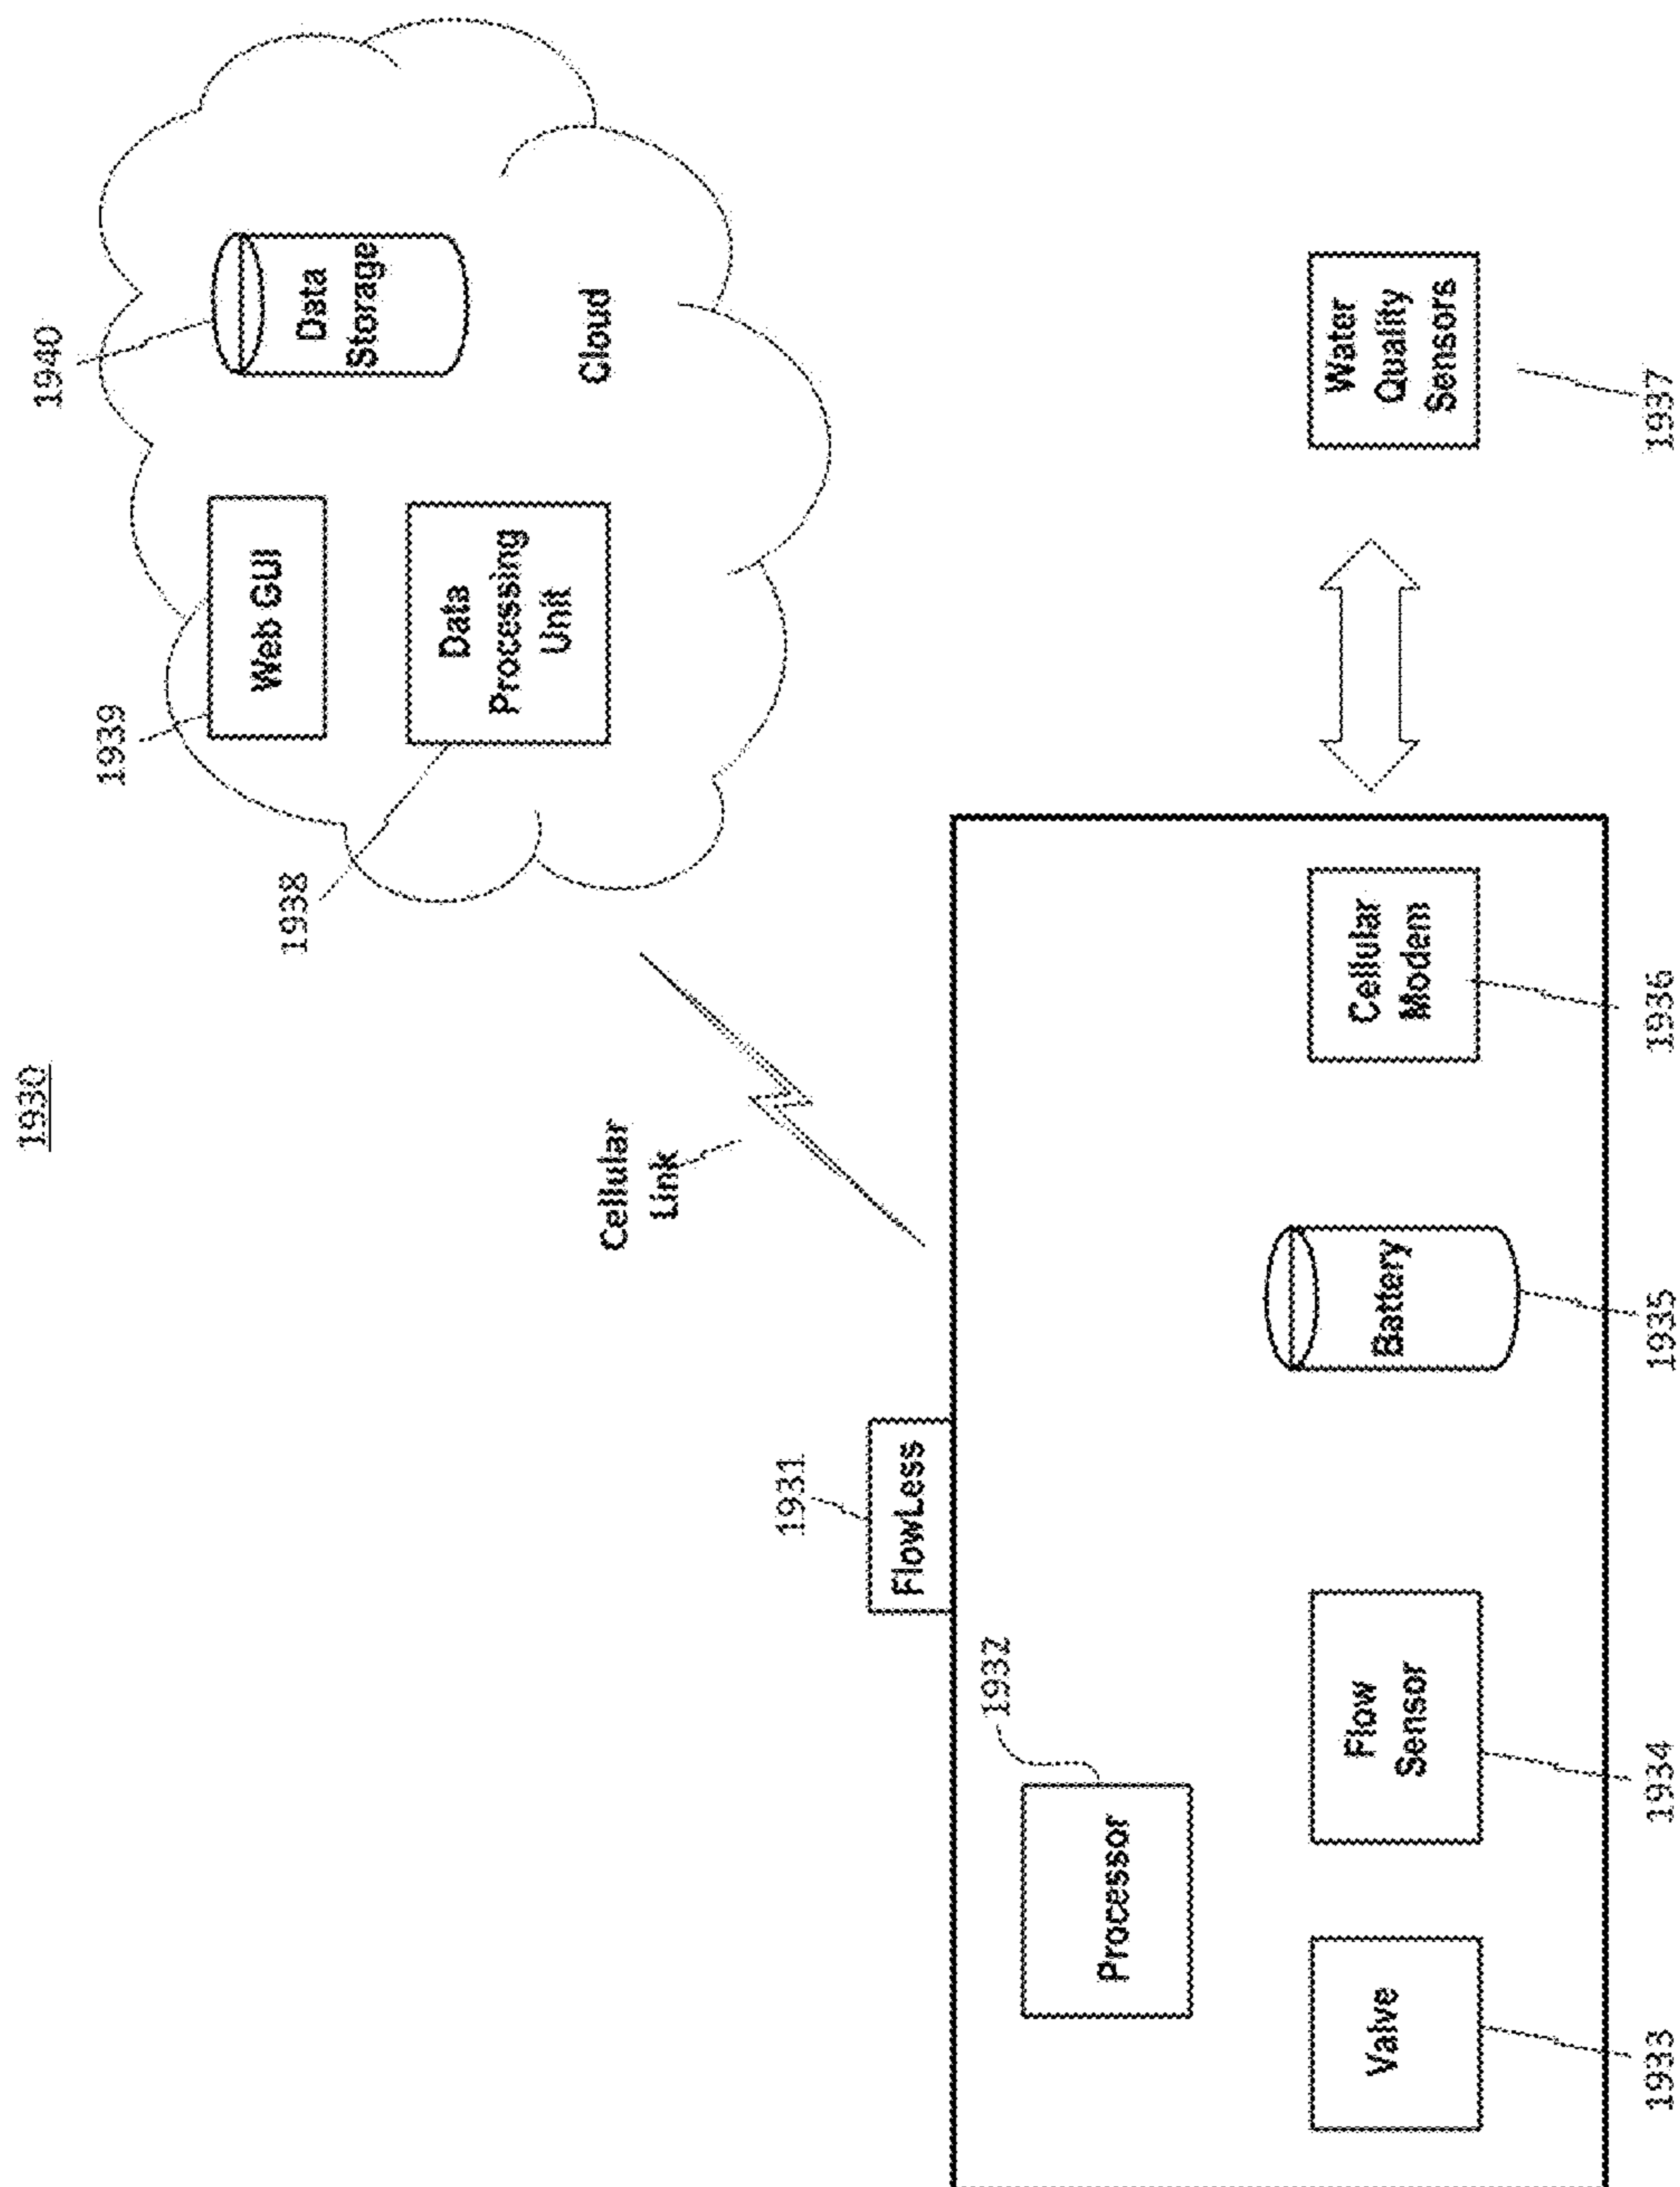 1930
1940
Data
Storage
Cloud
1939
Web GUI
Data
Processing
Unit
1938
Cellular
Link
1931
FlowLess
1932
Processor
Valve
Flow
Sensor
Battery
Cellular
Modem
Water
Quality
Sensors
1933
1934
1935
1936
1937